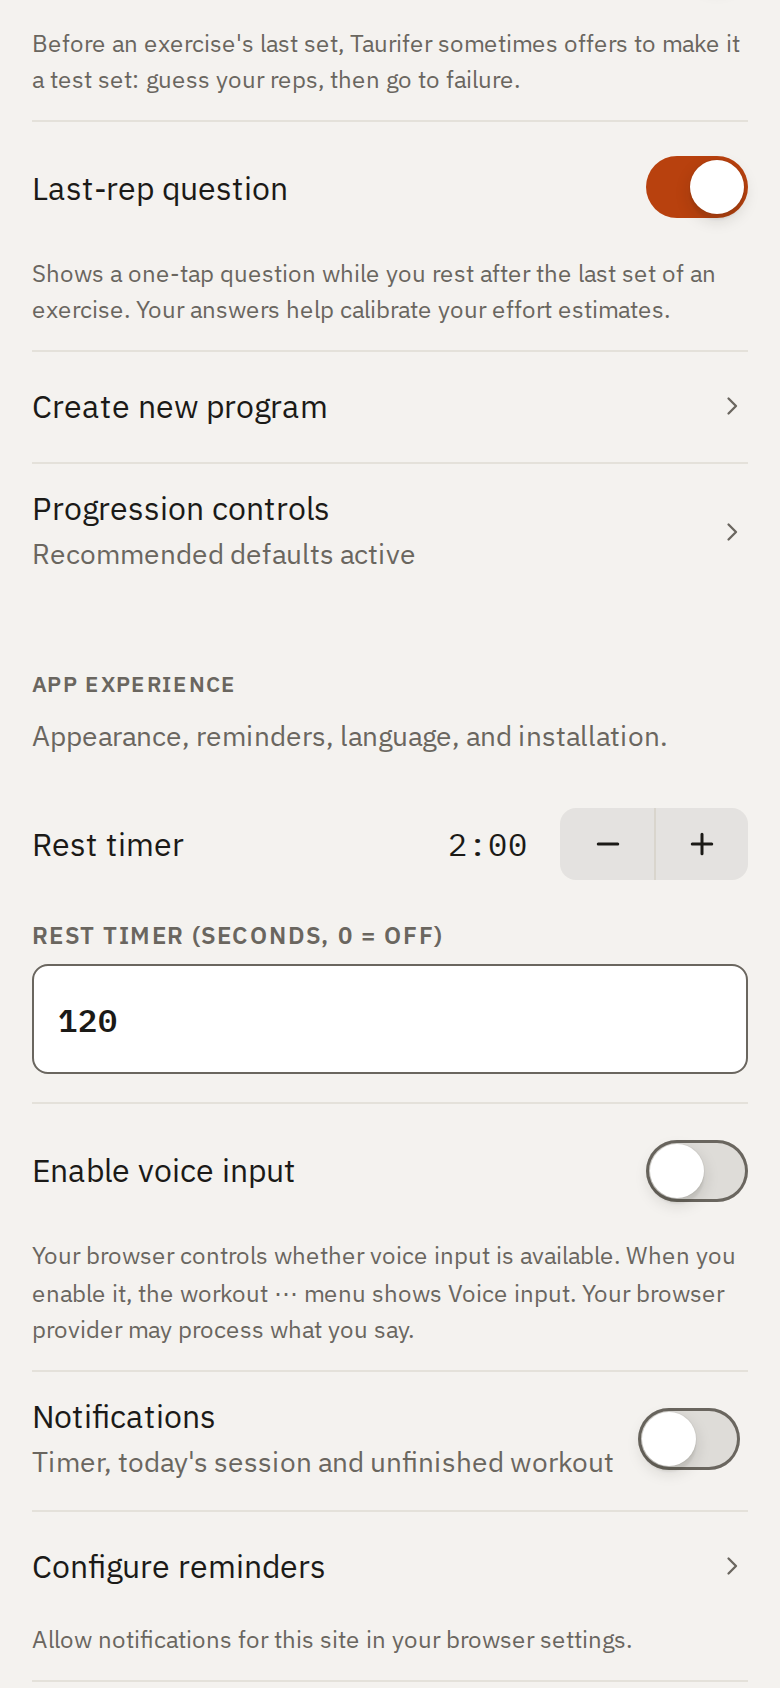 Before an exercise's last set, Taurifer sometimes offers to make it
a test set: guess your reps, then go to failure.
Last-rep question
Shows a one-tap question while you rest after the last set of an
exercise. Your answers help calibrate your effort estimates.
Create new program
Progression controls
Recommended defaults active
APP EXPERIENCE
Appearance, reminders, language, and installation.
Rest timer 2:00 − +
REST TIMER (SECONDS, 0 = OFF)
120
Enable voice input
Your browser controls whether voice input is available. When you
enable it, the workout ⋯ menu shows Voice input. Your browser
provider may process what you say.
Notifications
Timer, today's session and unfinished workout
Configure reminders
Allow notifications for this site in your browser settings.